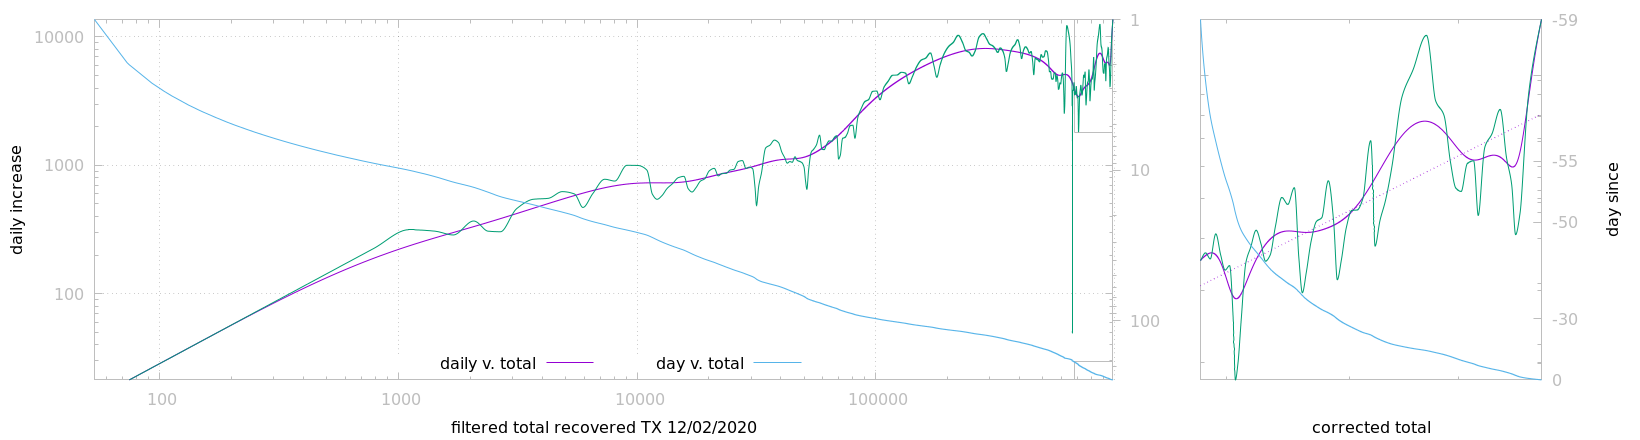 daily increase
10000
1000
100
1
10
100
daily v. total
day v. total
100
1000
10000
100000
filtered total recovered TX 12/02/2020
-59
-55
-50
-30
0
day since
corrected total